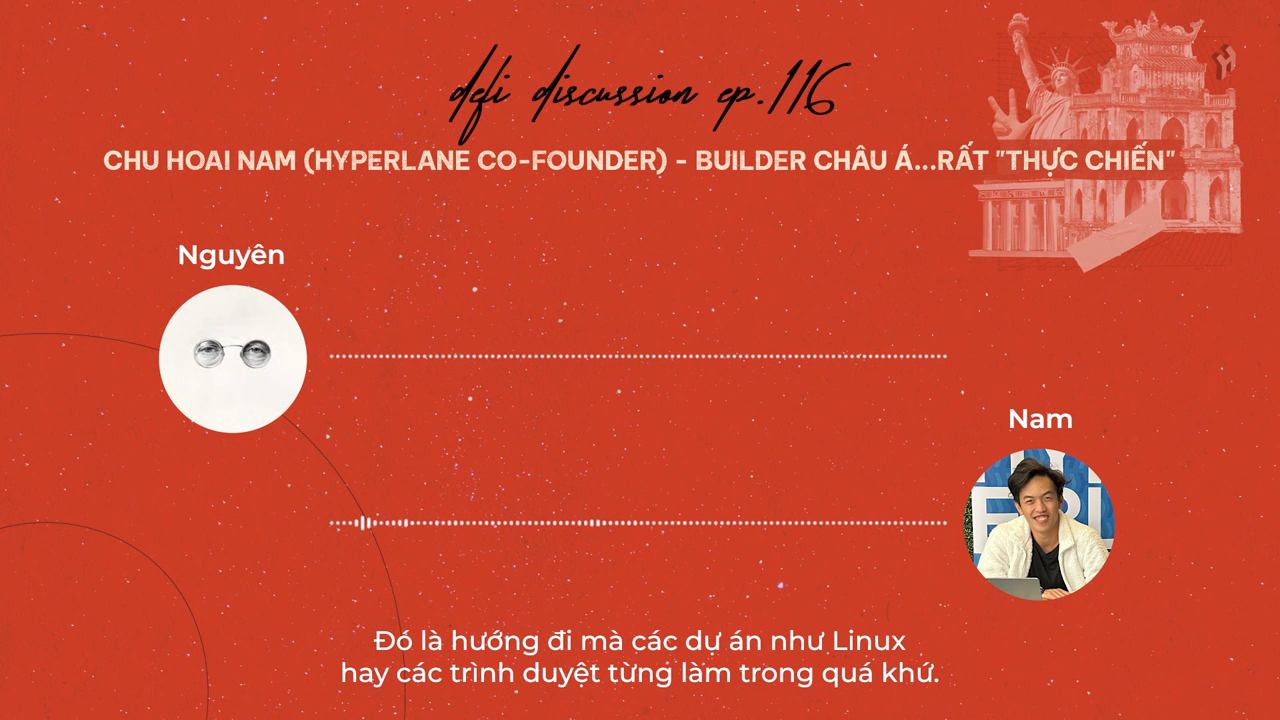 defi discussion ep.116
CHU HOAI NAM (HYPERLANE CO-FOUNDER) - BUILDER CHÂU Á...RẤT "THỰC CHIẾN"
Nguyên
Nam
Đó là hướng đi mà các dự án như Linux
hay các trình duyệt từng làm trong quá khứ.